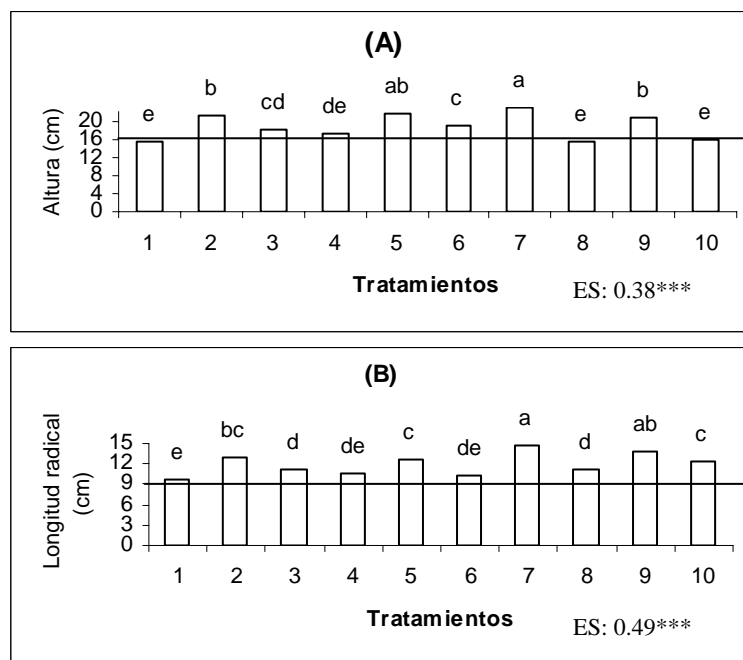 (A)
Altura (cm)
20
16
12
8
4
0
e b cd de ab c a e b e
1 2 3 4 5 6 7 8 9 10
Tratamientos
ES: 0.38***
(B)
Longitud radical
(cm)
15
12
9
6
3
0
e bc d de c de a d ab c
1 2 3 4 5 6 7 8 9 10
Tratamientos
ES: 0.49***